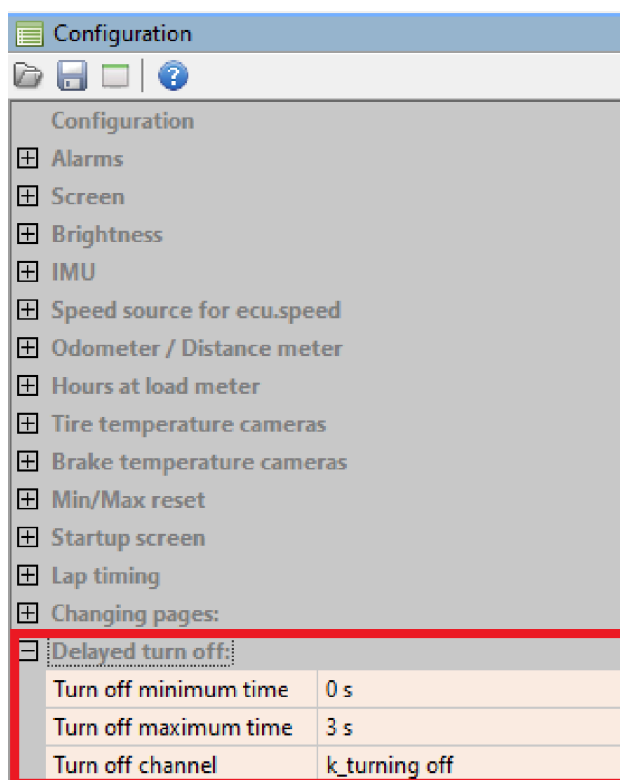 Configuration
Configuration
Alarms
Screen
Brightness
IMU
Speed source for ecu.speed
Odometer / Distance meter
Hours at load meter
Tire temperature cameras
Brake temperature cameras
Min/Max reset
Startup screen
Lap timing
Changing pages:
Delayed turn off:
Turn off minimum time 0 s
Turn off maximum time 3 s
Turn off channel k_turning off